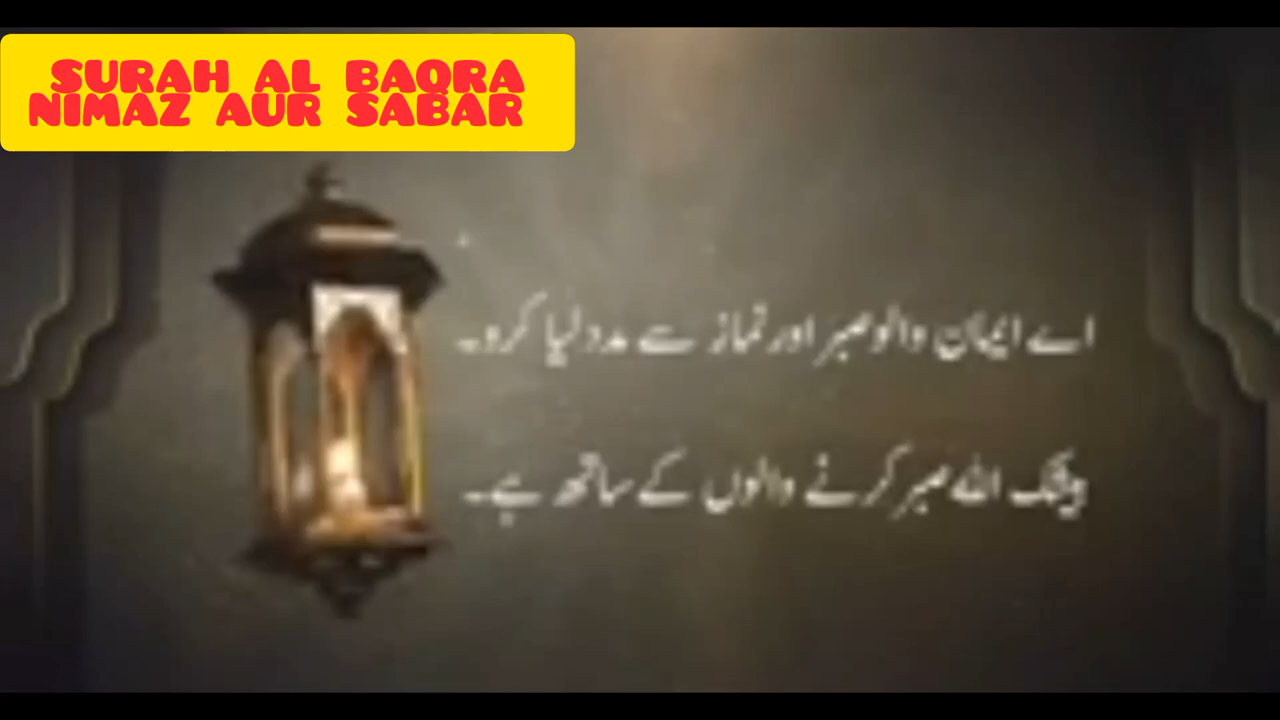 SURAH AL BAQRA
NIMAZ AUR SABAR
اے ایمان والو صبر اور نماز سے مدد لیا کرو۔
بیشک اللہ صبر کرنے والوں کے ساتھ ہے۔